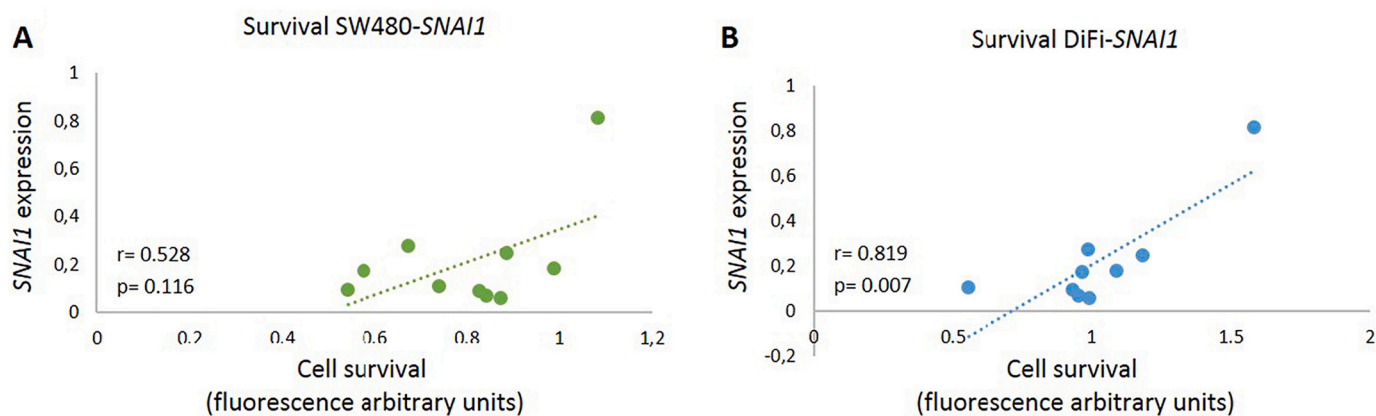 A
Survival SW480-SNAI1
SNAI1 expression
1
0,8
0,6
0,4
0,2
0
r= 0.528
p= 0.116
0
0.2
0.4
0.6
0.8
1
1,2
Cell survival
(fluorescence arbitrary units)
B
Survival DiFi-SNAI1
SNAI1 expression
1
0,8
0,6
0,4
0,2
0
-0,2
r= 0.819
p= 0.007
0
0.5
1
1.5
2
Cell survival
(fluorescence arbitrary units)